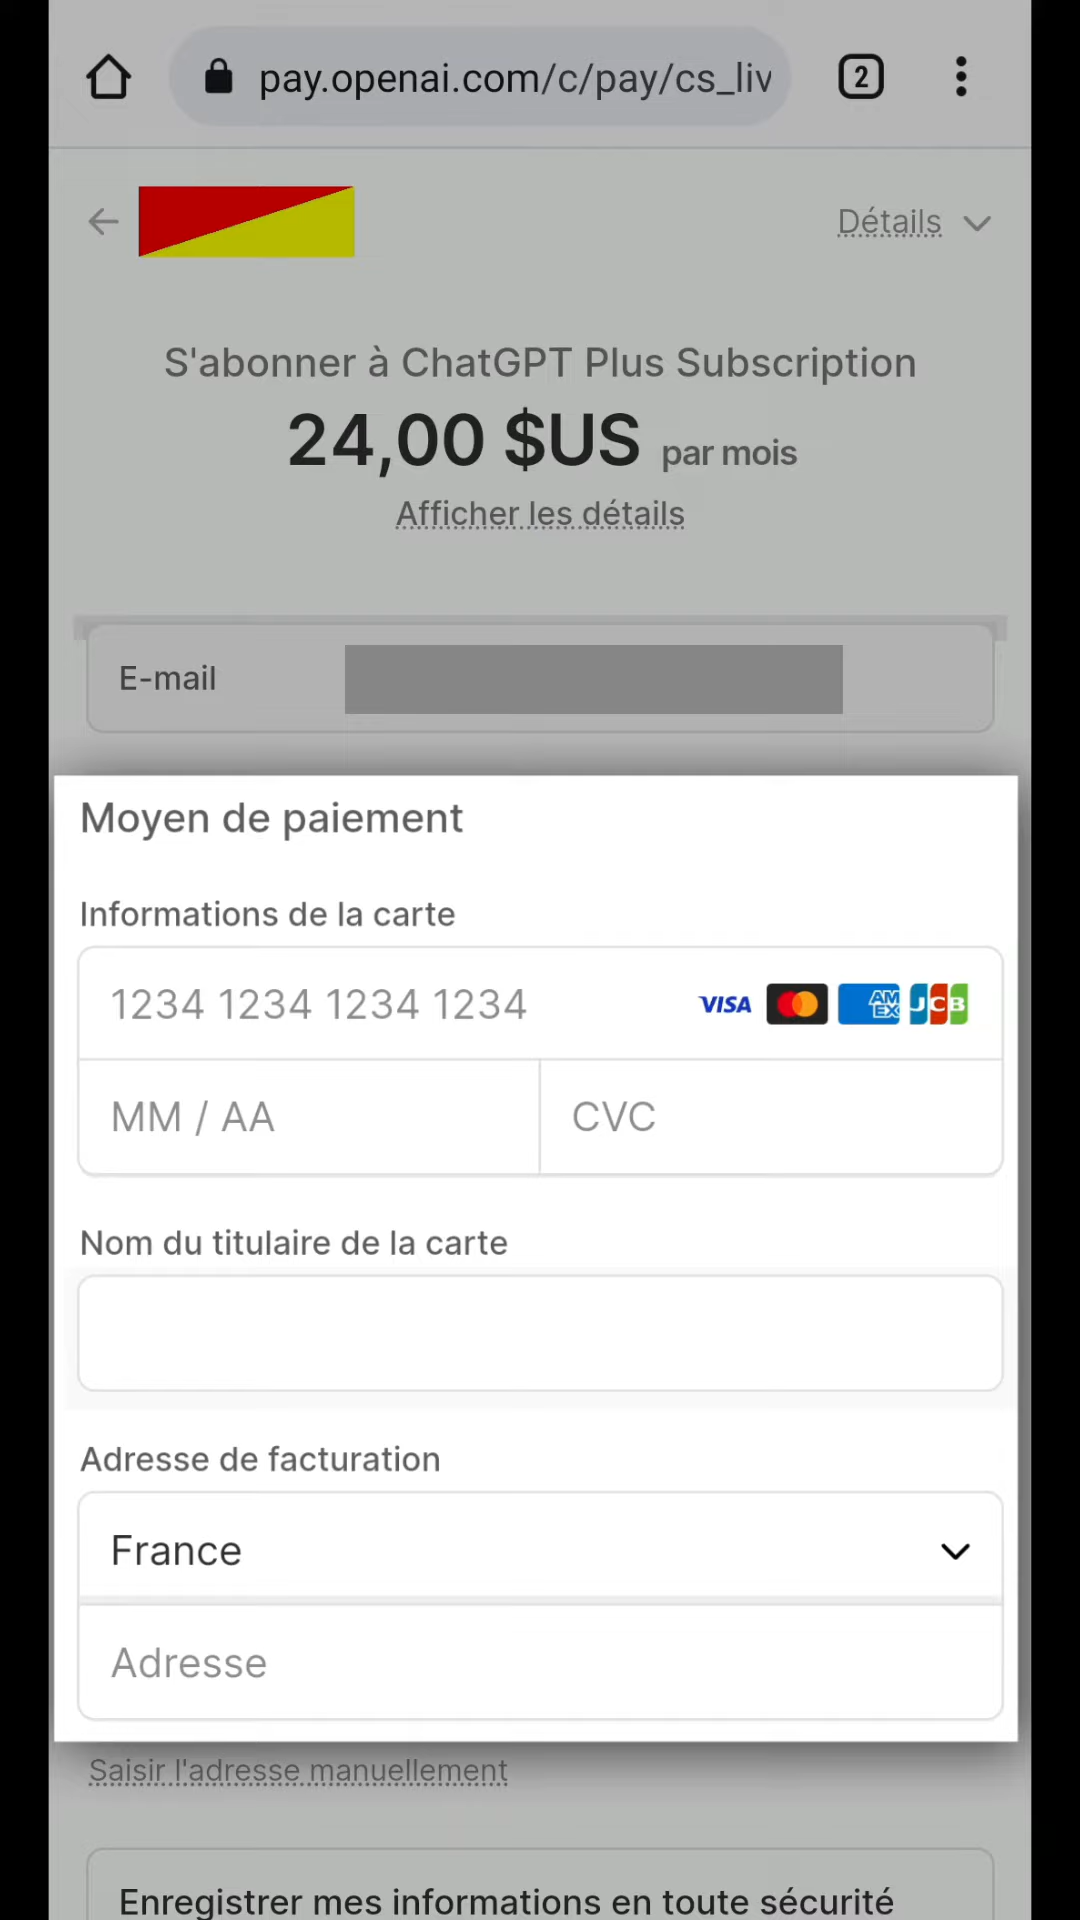 pay.openai.com/c/pay/cs_liv
2
Détails
S'abonner à ChatGPT Plus Subscription
24,00 $US par mois
Afficher les détails
E-mail
Moyen de paiement
Informations de la carte
1234 1234 1234 1234 VISA AMEX JCB
MM / AA CVC
Nom du titulaire de la carte
Adresse de facturation
France
Adresse
Saisir l'adresse manuellement
Enregistrer mes informations en toute sécurité